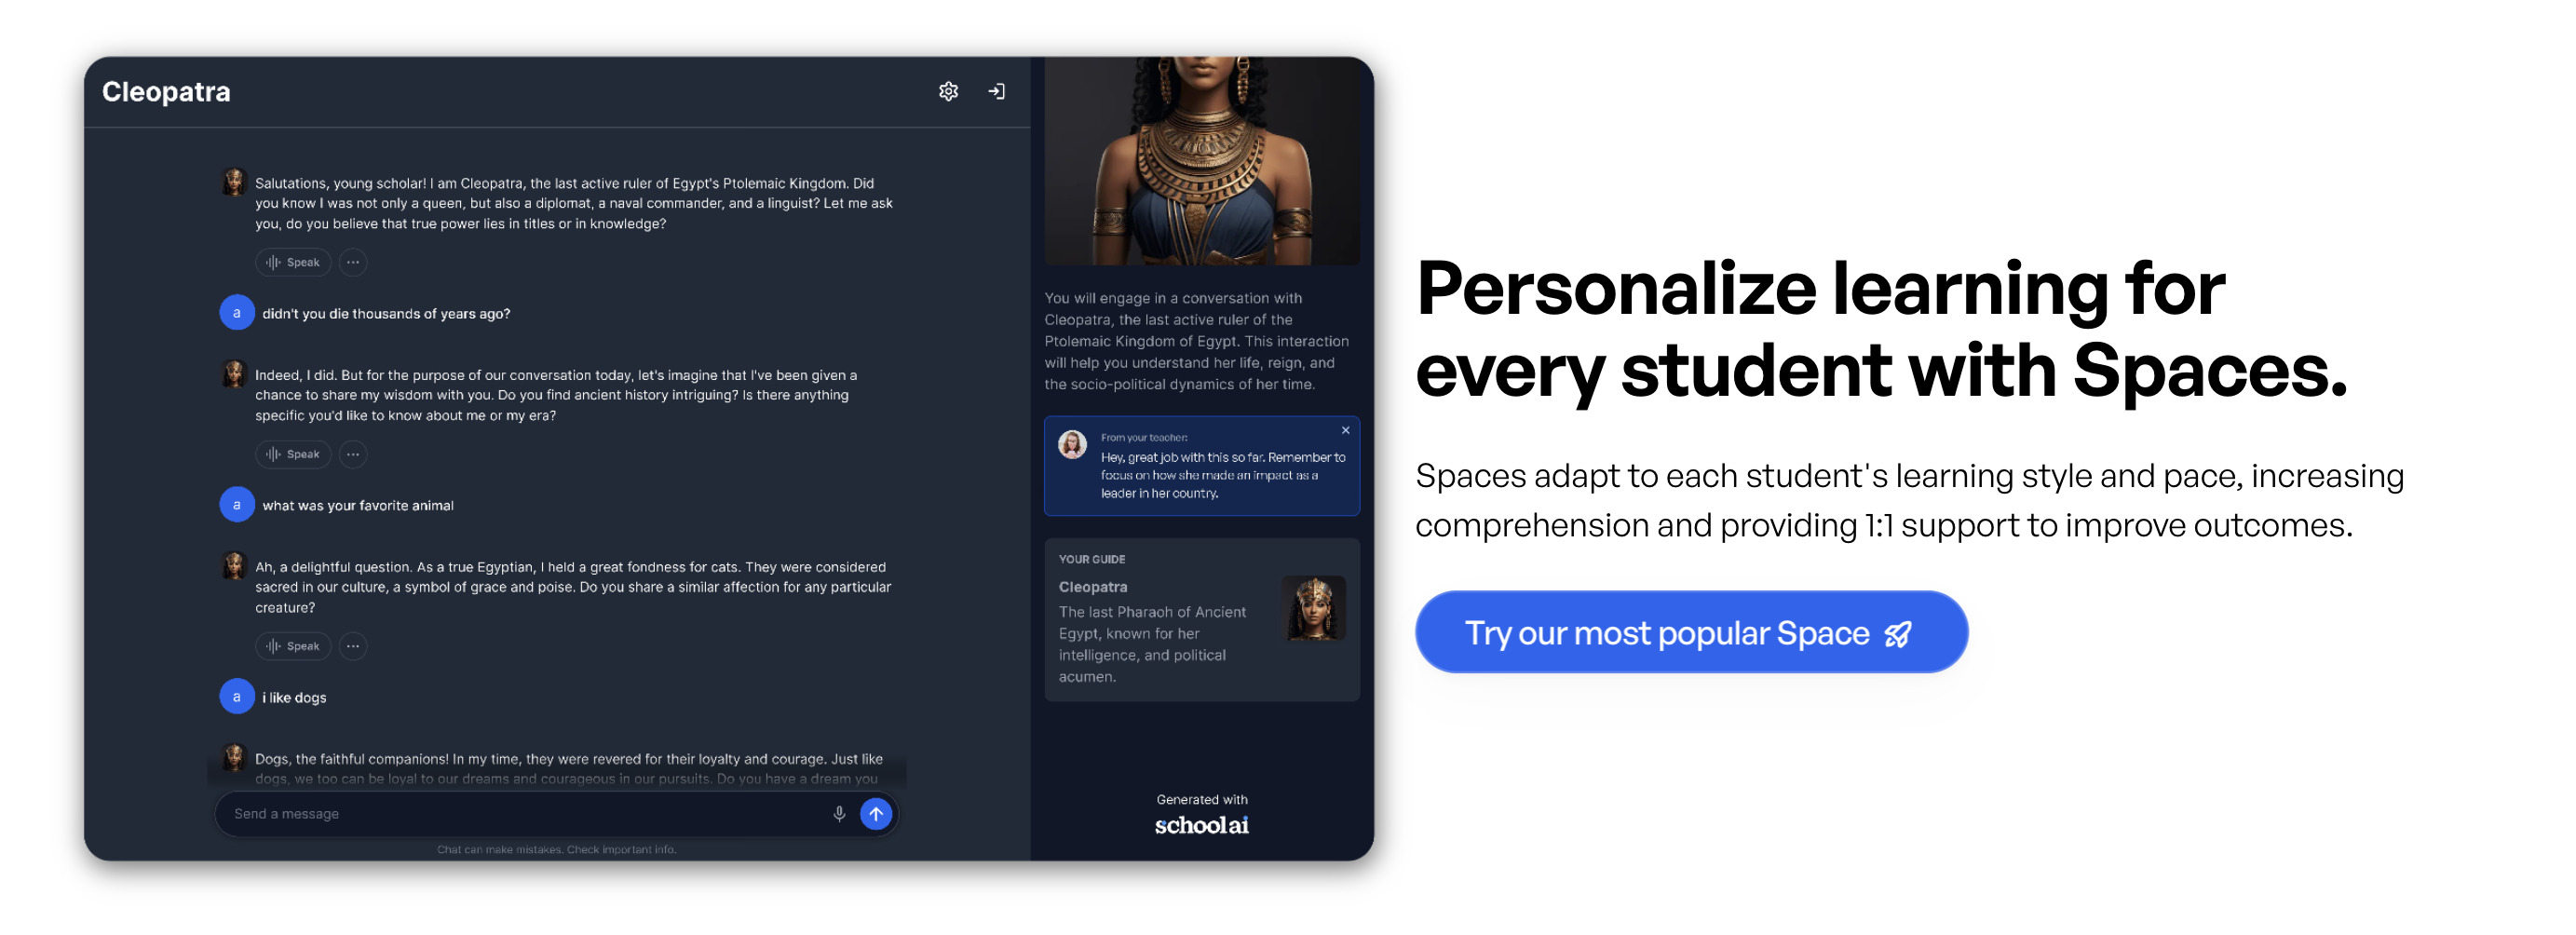 Cleopatra
Salutations, young scholar! I am Cleopatra, the last active ruler of Egypt's Ptolemaic Kingdom. Did
you know I was not only a queen, but also a diplomat, a naval commander, and a linguist? Let me ask
you, do you believe that true power lies in titles or in knowledge?
Speak
a
didn't you die thousands of years ago?
Indeed, I did. But for the purpose of our conversation today, let's imagine that I've been given a
chance to share my wisdom with you. Do you find ancient history intriguing? Is there anything
specific you'd like to know about me or my era?
Speak
a
what was your favorite animal
Ah, a delightful question. As a true Egyptian, I held a great fondness for cats. They were considered
sacred in our culture, a symbol of grace and poise. Do you share a similar affection for any particular
creature?
Speak
a
i like dogs
Dogs, the faithful companions! In my time, they were revered for their loyalty and courage. Just like
dogs, we too can be loyal to our dreams and courageous in our pursuits. Do you have a dream you
Send a message
Chat can make mistakes. Check important info.
You will engage in a conversation with
Cleopatra, the last active ruler of the
Ptolemaic Kingdom of Egypt. This interaction
will help you understand her life, reign, and
the socio-political dynamics of her time.
From your teacher:
Hey, great job with this so far. Remember to
focus on how she made an impact as a
leader in her country.
YOUR GUIDE
Cleopatra
The last Pharaoh of Ancient
Egypt, known for her
intelligence, and political
acumen.
Generated with
schoolai
Personalize learning for
every student with Spaces.
Spaces adapt to each student's learning style and pace, increasing
comprehension and providing 1:1 support to improve outcomes.
Try our most popular Space